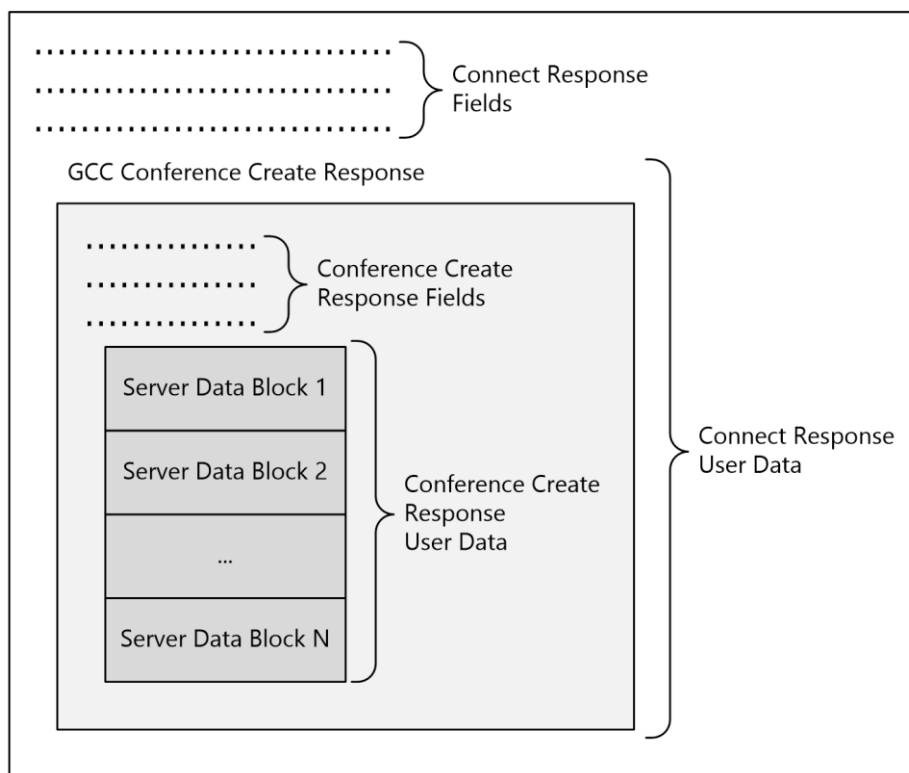 Connect Response
Fields
GCC Conference Create Response
Conference Create
Response Fields
Server Data Block 1
Server Data Block 2
...
Server Data Block N
Conference Create
Response
User Data
Connect Response
User Data